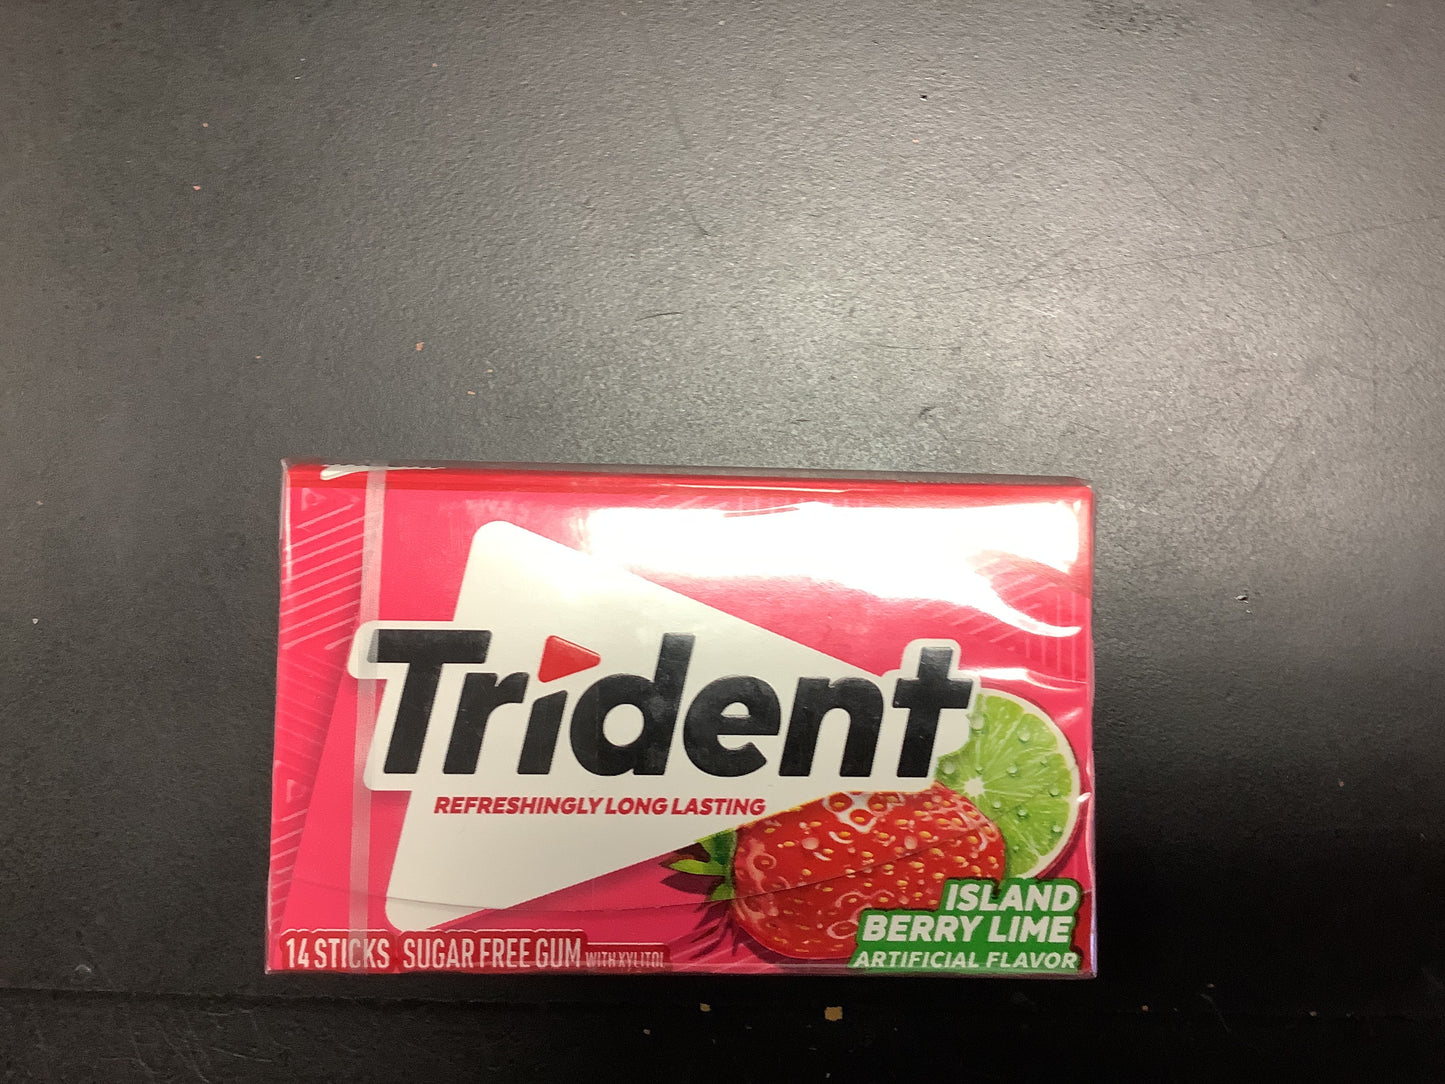 Trident
REFRESHINGLY LONG LASTING
ISLAND
BERRY LIME
ARTIFICIAL FLAVOR
14 STICKS SUGAR FREE GUM WITH XYLITOL